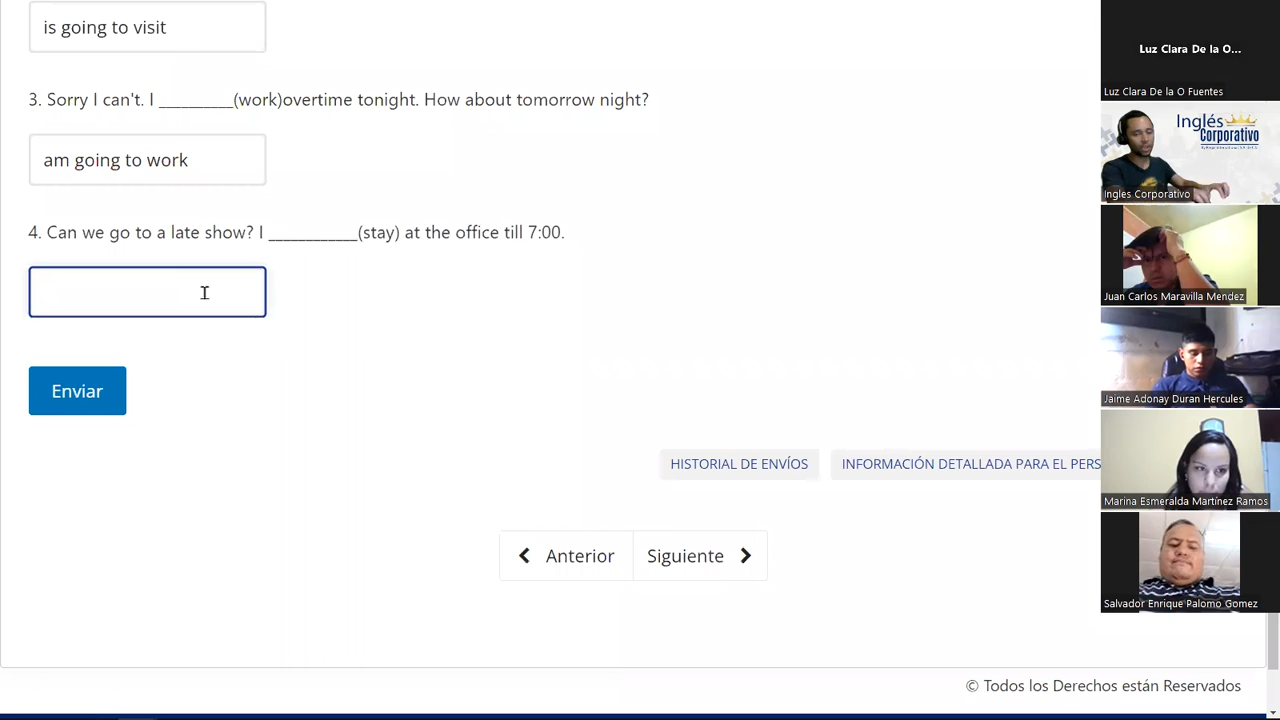 is going to visit
3. Sorry I can't. I __________(work)overtime tonight. How about tomorrow night?
am going to work
4. Can we go to a late show? I ____________(stay) at the office till 7:00.
Enviar
HISTORIAL DE ENVÍOS
INFORMACIÓN DETALLADA PARA EL PERS
Anterior
Siguiente
© Todos los Derechos están Reservados
Luz Clara De la O...
Luz Clara De la O Fuentes
Inglés
Corporativo
Ingles Corporativo
Juan Carlos Maravilla Mendez
Jaime Adonay Duran Hercules
Marina Esmeralda Martínez Ramos
Salvador Enrique Palomo Gomez